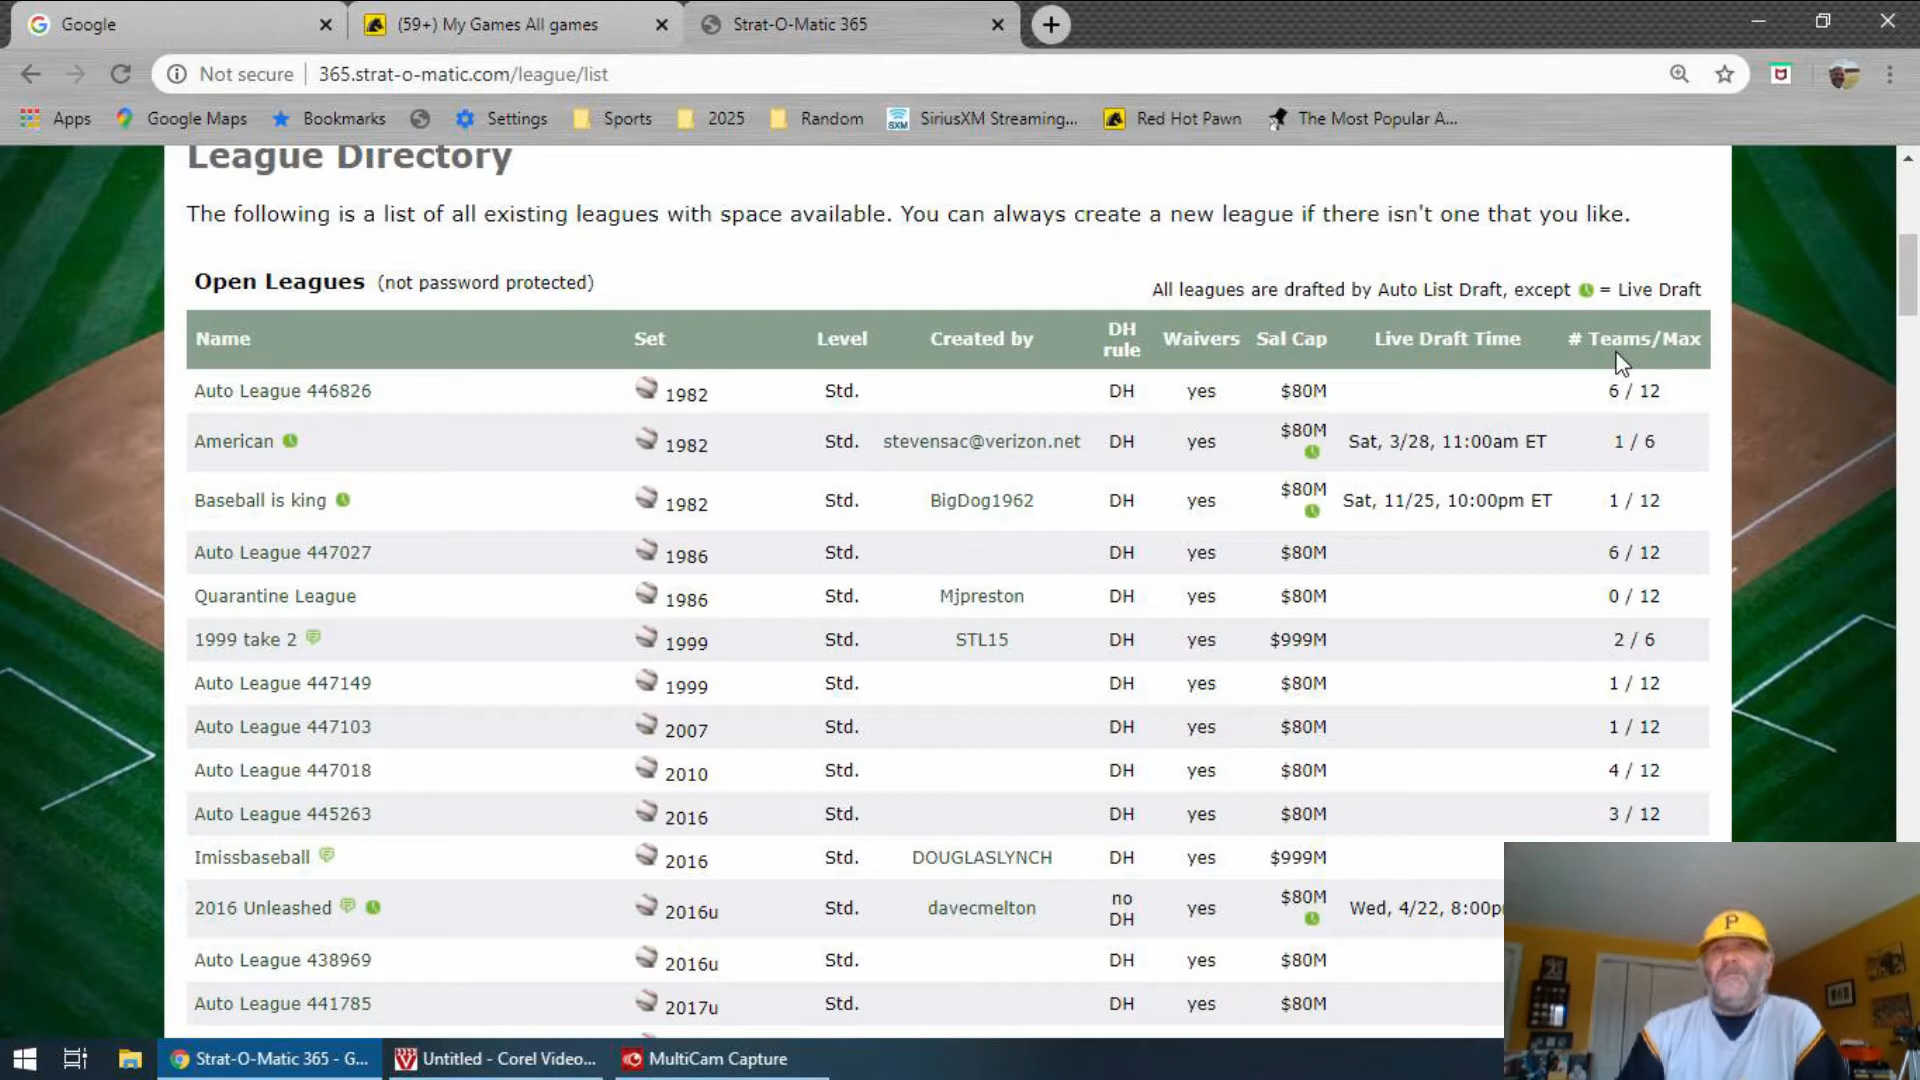 Google
(59+) My Games All games
Strat-O-Matic 365
Not secure
365.strat-o-matic.com/league/list
Apps
Google Maps
Bookmarks
Settings
Sports
2025
Random
SXM
SiriusXM Streaming...
Red Hot Pawn
The Most Popular A...
League Directory
The following is a list of all existing leagues with space available. You can always create a new league if there isn't one that you like.
Open Leagues (not password protected)
All leagues are drafted by Auto List Draft, except = Live Draft
Name Set Level Created by DH rule Waivers Sal Cap Live Draft Time # Teams/Max
Auto League 446826 1982 Std. DH yes $80M 6 / 12
American 1982 Std. stevensac@verizon.net DH yes $80M Sat, 3/28, 11:00am ET 1 / 6
Baseball is king 1982 Std. BigDog1962 DH yes $80M Sat, 11/25, 10:00pm ET 1 / 12
Auto League 447027 1986 Std. DH yes $80M 6 / 12
Quarantine League 1986 Std. Mjpreston DH yes $80M 0 / 12
1999 take 2 1999 Std. STL15 DH yes $999M 2 / 6
Auto League 447149 1999 Std. DH yes $80M 1 / 12
Auto League 447103 2007 Std. DH yes $80M 1 / 12
Auto League 447018 2010 Std. DH yes $80M 4 / 12
Auto League 445263 2016 Std. DH yes $80M 3 / 12
Imissbaseball 2016 Std. DOUGLASLYNCH DH yes $999M
2016 Unleashed 2016u Std. davecmelton no DH yes $80M Wed, 4/22, 8:00p
Auto League 438969 2016u Std. DH yes $80M
Auto League 441785 2017u Std. DH yes $80M
P
Strat-O-Matic 365 - G...
Untitled - Corel Video...
MultiCam Capture